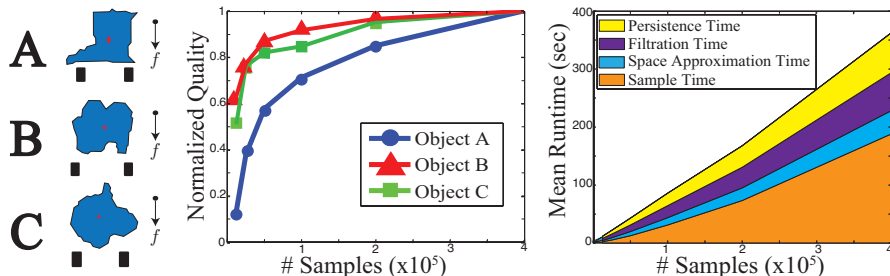 A
f
B
f
C
f
Normalized Quality
1
0.8
0.6
0.4
0.2
0
Object A
Object B
Object C
1 2 3 4
# Samples (x10⁵)
Mean Runtime (sec)
400
300
200
100
0
Persistence Time
Filtration Time
Space Approximation Time
Sample Time
0 1 2 3 4
# Samples (x10⁵)